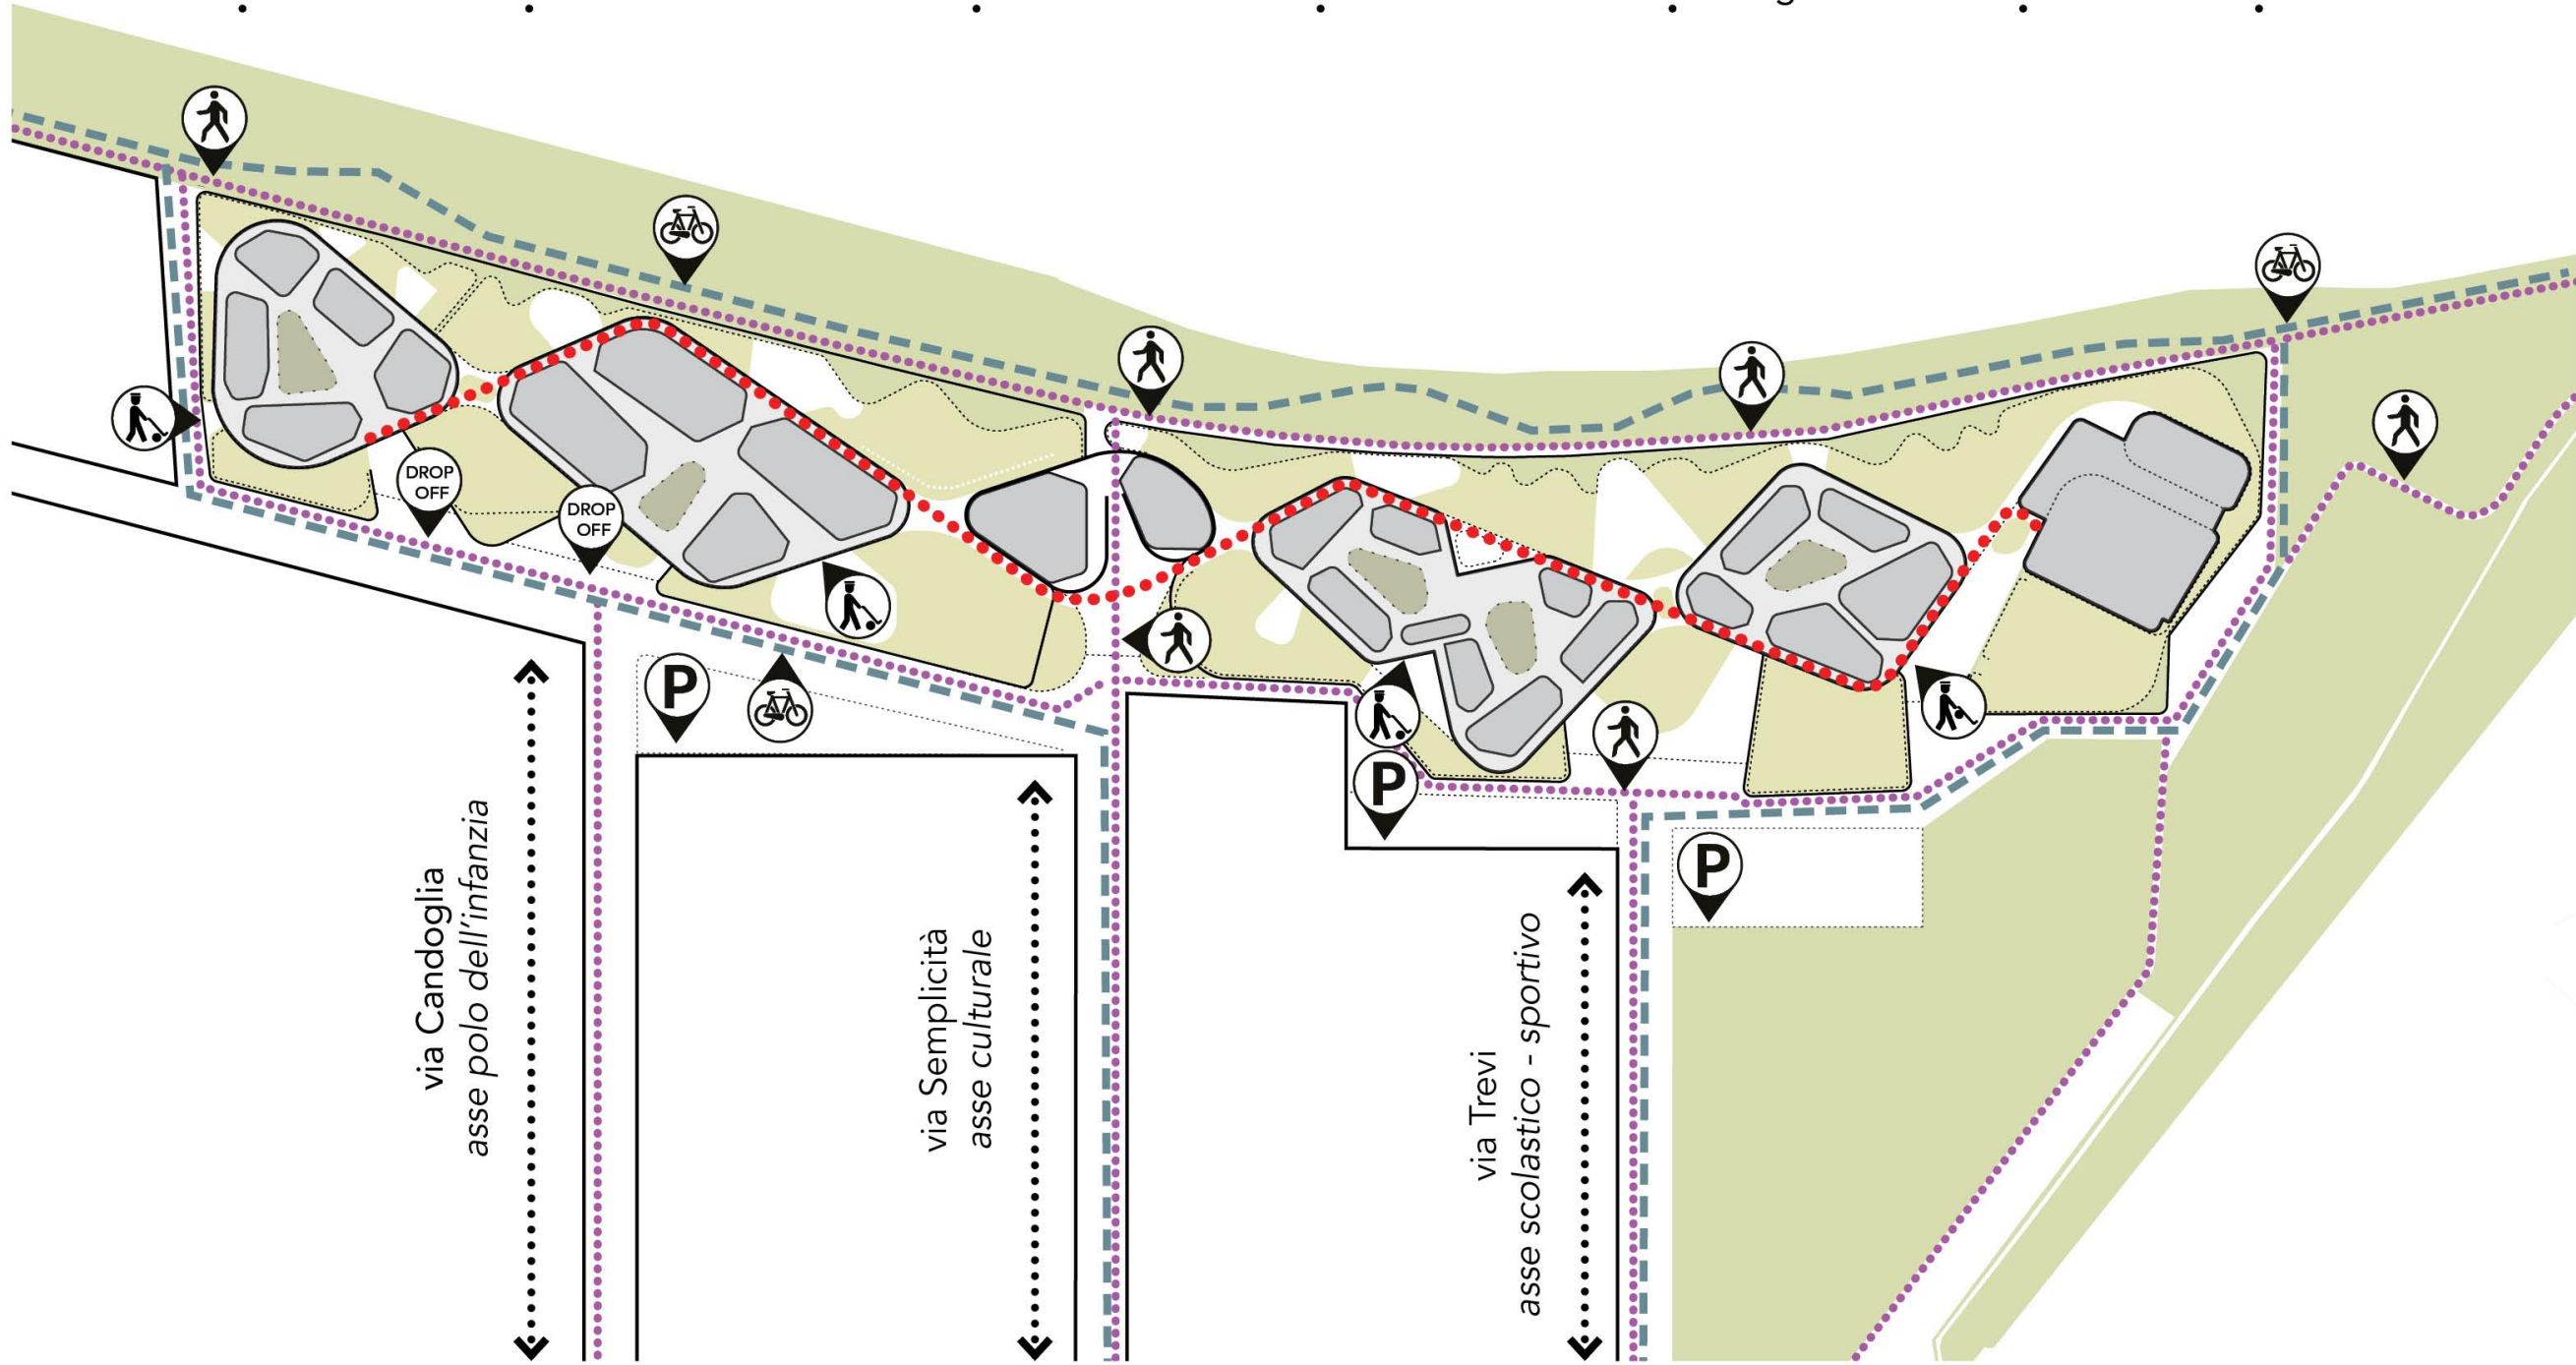 DROP
OFF
DROP
OFF
P
P
P
via Candoglia
asse polo dell'infanzia
via Semplicità
asse culturale
via Trevi
asse scolastico - sportivo